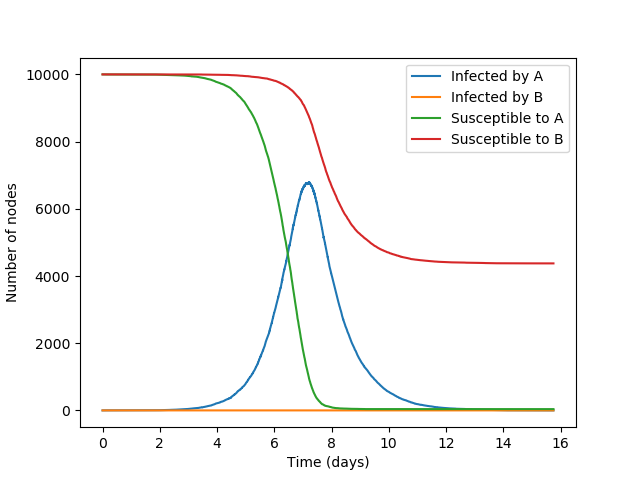 Infected by A
Infected by B
Susceptible to A
Susceptible to B
Number of nodes
10000
8000
6000
4000
2000
0
0 2 4 6 8 10 12 14 16
Time (days)